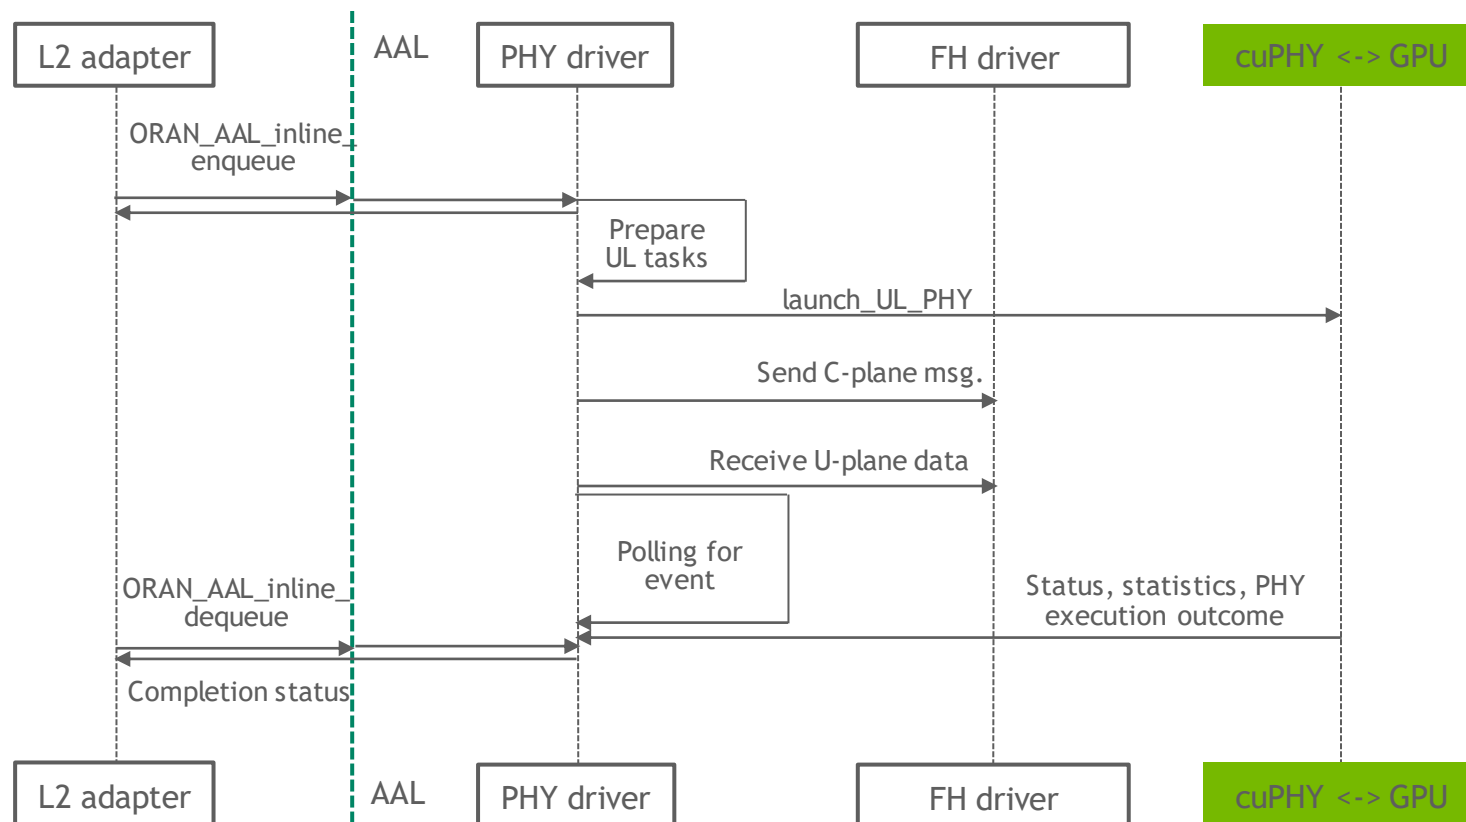 L2 adapter
AAL
PHY driver
FH driver
cuPHY <-> GPU
ORAN_AAL_inline_
enqueue
Prepare
UL tasks
launch_UL_PHY
Send C-plane msg.
Receive U-plane data
Polling for
event
ORAN_AAL_inline_
dequeue
Status, statistics, PHY
execution outcome
Completion status
L2 adapter
AAL
PHY driver
FH driver
cuPHY <-> GPU